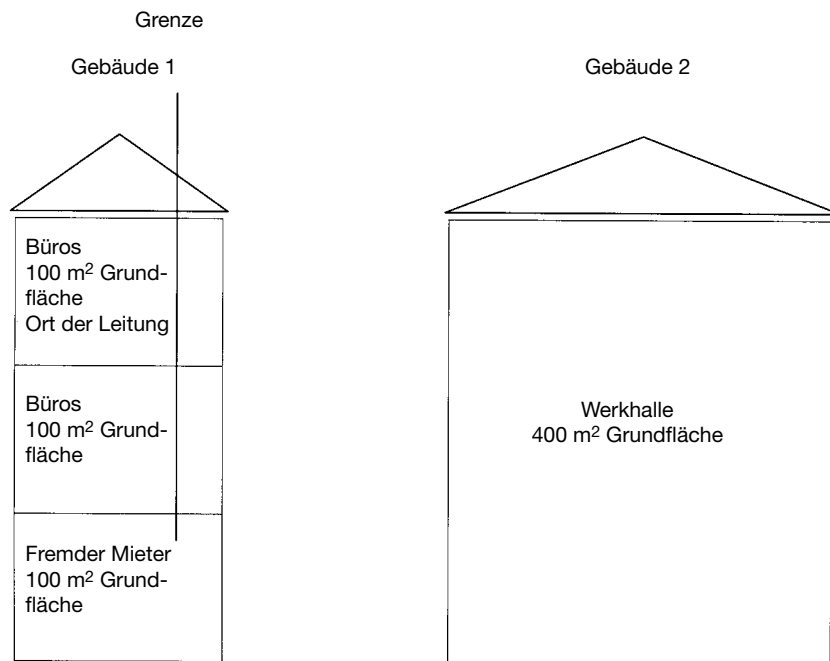 Grenze
Gebäude 1
Gebäude 2
Büros
100 m² Grund-
fläche
Ort der Leitung
Büros
100 m² Grund-
fläche
Werkhalle
400 m² Grundfläche
Fremder Mieter
100 m² Grund-
fläche